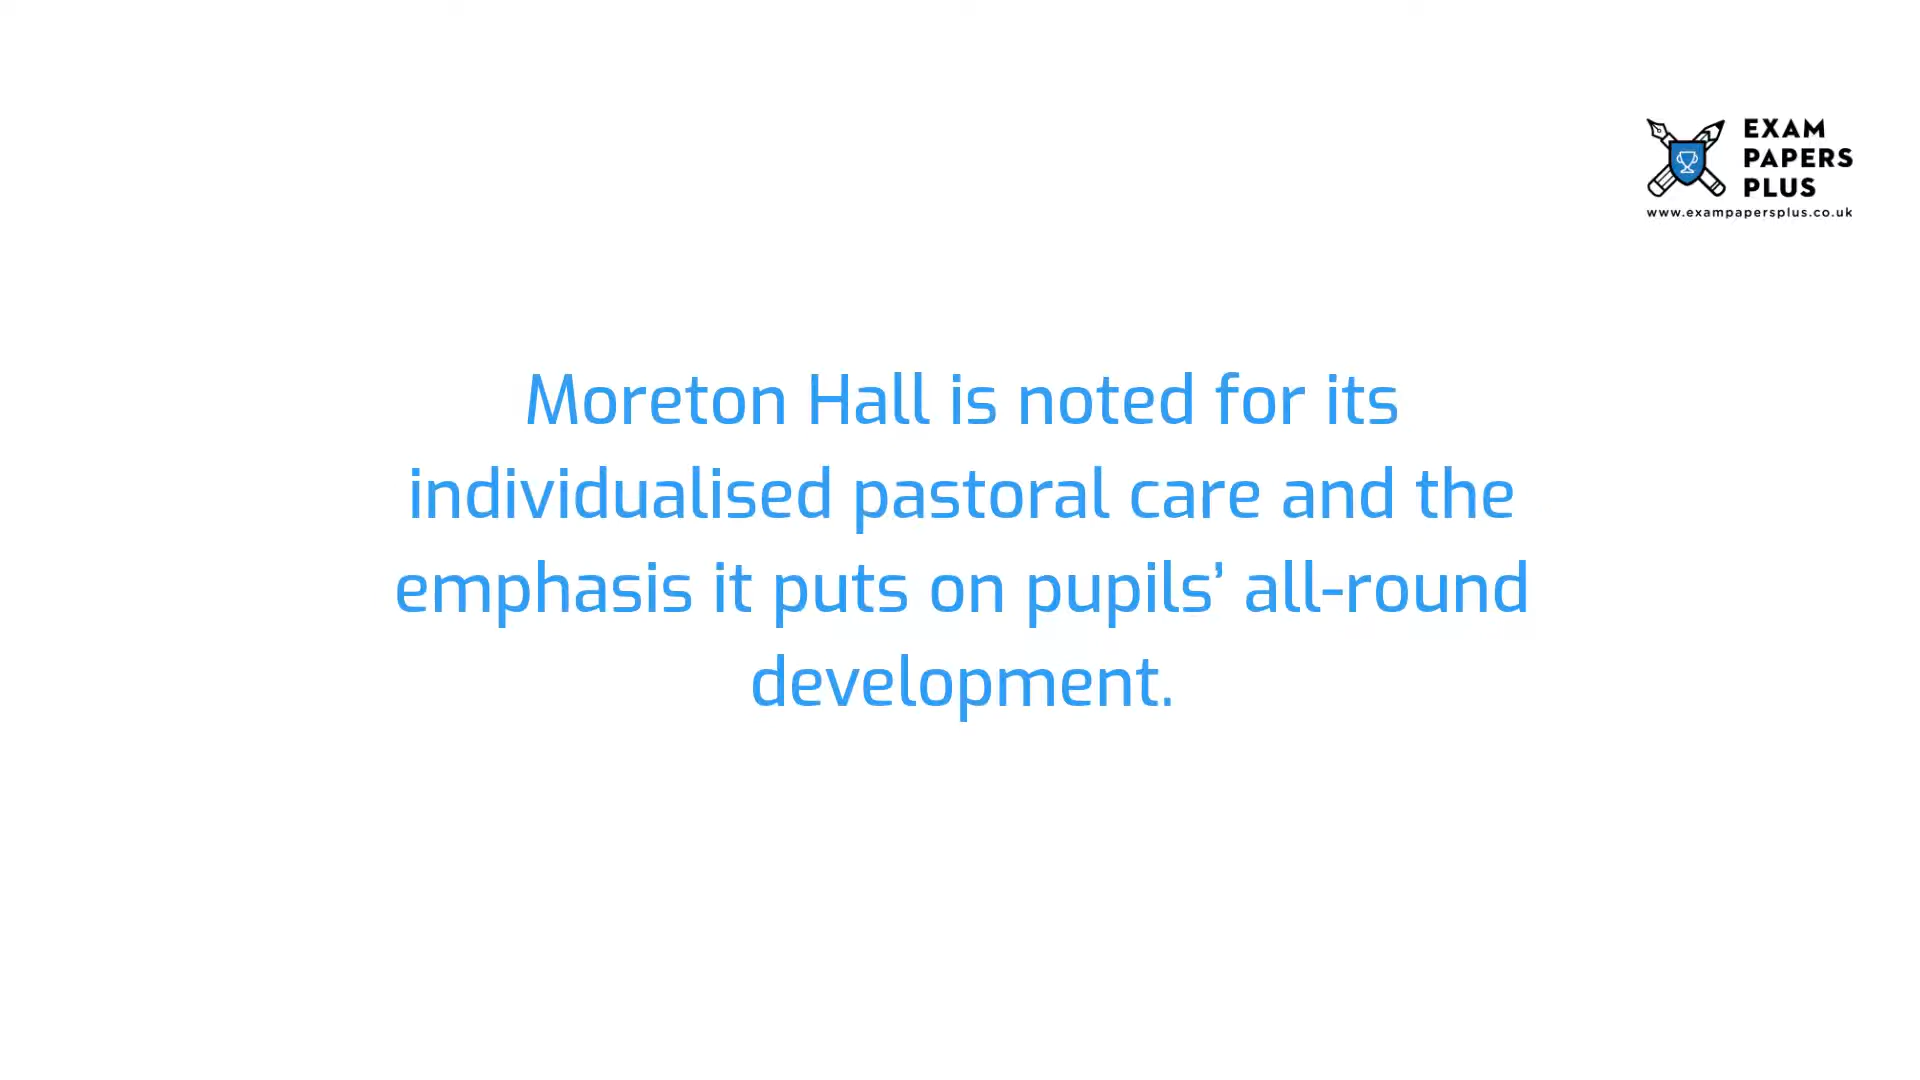 EXAM
PAPERS
PLUS
www.exampapersplus.co.uk
Moreton Hall is noted for its
individualised pastoral care and the
emphasis it puts on pupils’ all-round
development.